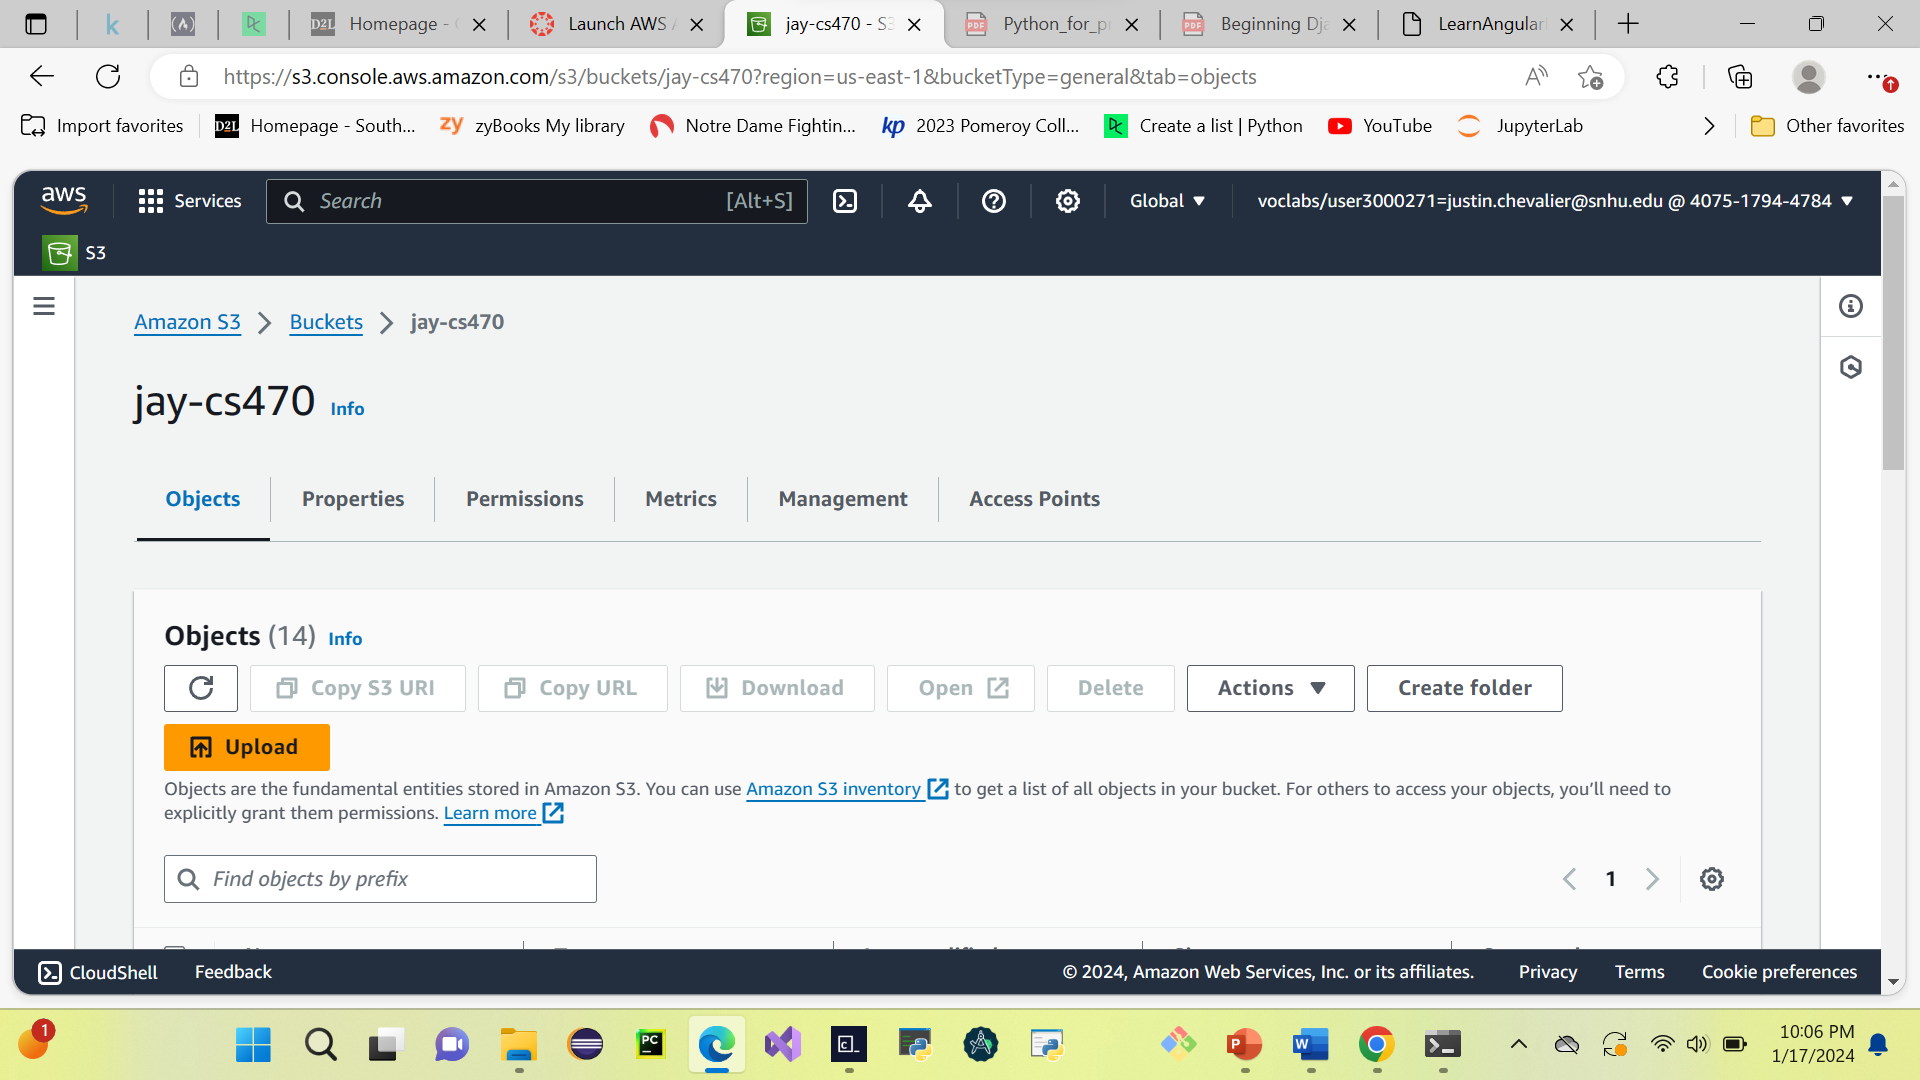 Homepage -
Launch AWS
jay-cs470 - S3
Python_for_p
Beginning Dja
LearnAngular
https://s3.console.aws.amazon.com/s3/buckets/jay-cs470?region=us-east-1&bucketType=general&tab=objects
Import favorites
D2L Homepage - South...
zy zyBooks My library
Notre Dame Fightin...
kp 2023 Pomeroy Coll...
Create a list | Python
YouTube
JupyterLab
Other favorites
aws
Services
Search [Alt+S]
Global
voclabs/user3000271=justin.chevalier@snhu.edu @ 4075-1794-4784
S3
Amazon S3 > Buckets > jay-cs470
jay-cs470 Info
Objects
Properties
Permissions
Metrics
Management
Access Points
Objects (14) Info
Copy S3 URI
Copy URL
Download
Open
Delete
Actions
Create folder
Upload
Objects are the fundamental entities stored in Amazon S3. You can use Amazon S3 inventory to get a list of all objects in your bucket. For others to access your objects, you'll need to
explicitly grant them permissions. Learn more
Find objects by prefix
1
CloudShell
Feedback
© 2024, Amazon Web Services, Inc. or its affiliates.
Privacy
Terms
Cookie preferences
1
10:06 PM
1/17/2024